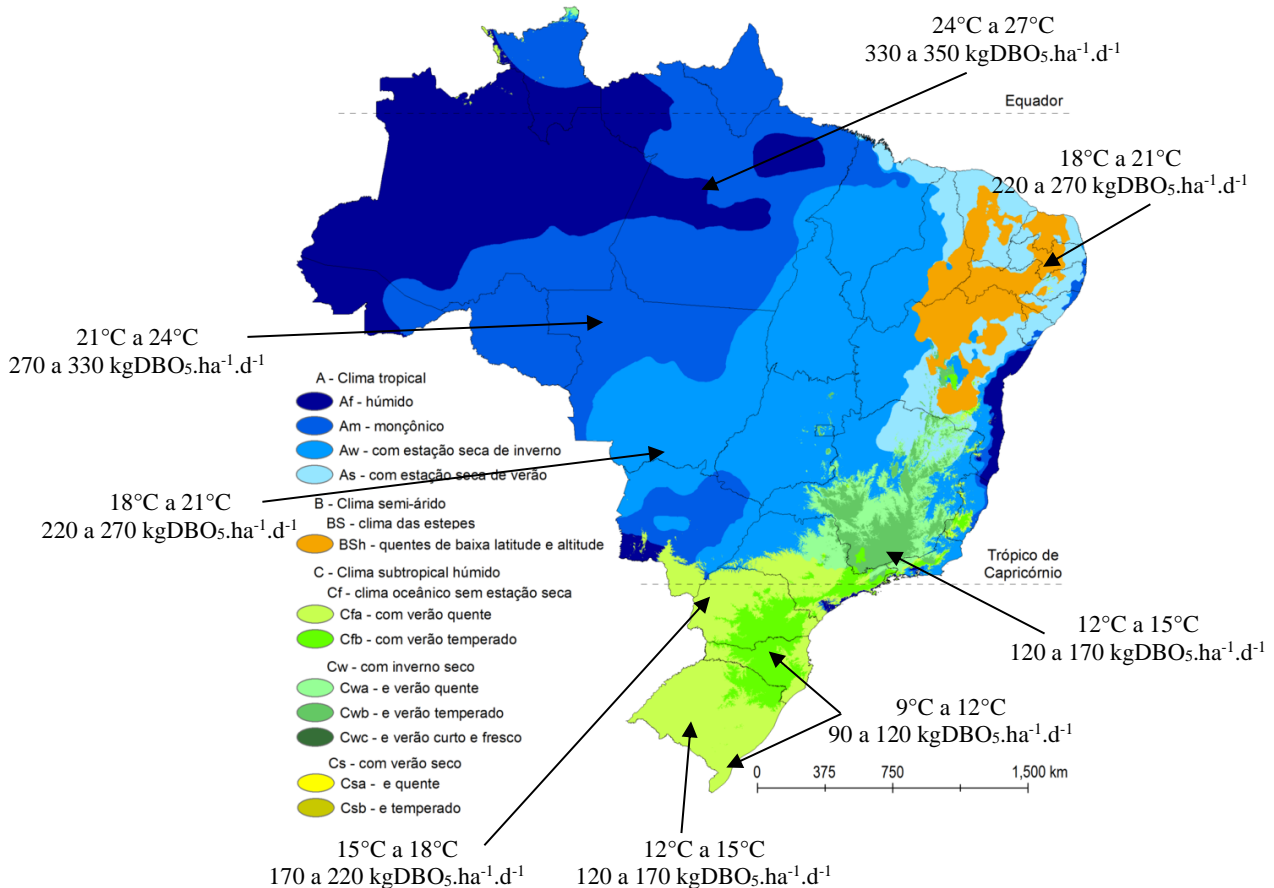 24°C a 27°C
330 a 350 kgDBO₅.ha⁻¹.d⁻¹
Equador
18°C a 21°C
220 a 270 kgDBO₅.ha⁻¹.d⁻¹
21°C a 24°C
270 a 330 kgDBO₅.ha⁻¹.d⁻¹
A - Clima tropical
Af - húmido
Am - monçônico
Aw - com estação seca de inverno
As - com estação seca de verão
18°C a 21°C
220 a 270 kgDBO₅.ha⁻¹.d⁻¹
B - Clima semi-árido
BS - clima das estepes
BSh - quentes de baixa latitude e altitude
C - Clima subtropical húmido
Cf - clima oceânico sem estação seca
Cfa - com verão quente
Cfb - com verão temperado
Cw - com inverno seco
Cwa - e verão quente
Cwb - e verão temperado
Cwc - e verão curto e fresco
Cs - com verão seco
Csa - e quente
Csb - e temperado
Trópico de
Capricórnio
12°C a 15°C
120 a 170 kgDBO₅.ha⁻¹.d⁻¹
9°C a 12°C
90 a 120 kgDBO₅.ha⁻¹.d⁻¹
0 375 750 1,500 km
15°C a 18°C
170 a 220 kgDBO₅.ha⁻¹.d⁻¹
12°C a 15°C
120 a 170 kgDBO₅.ha⁻¹.d⁻¹